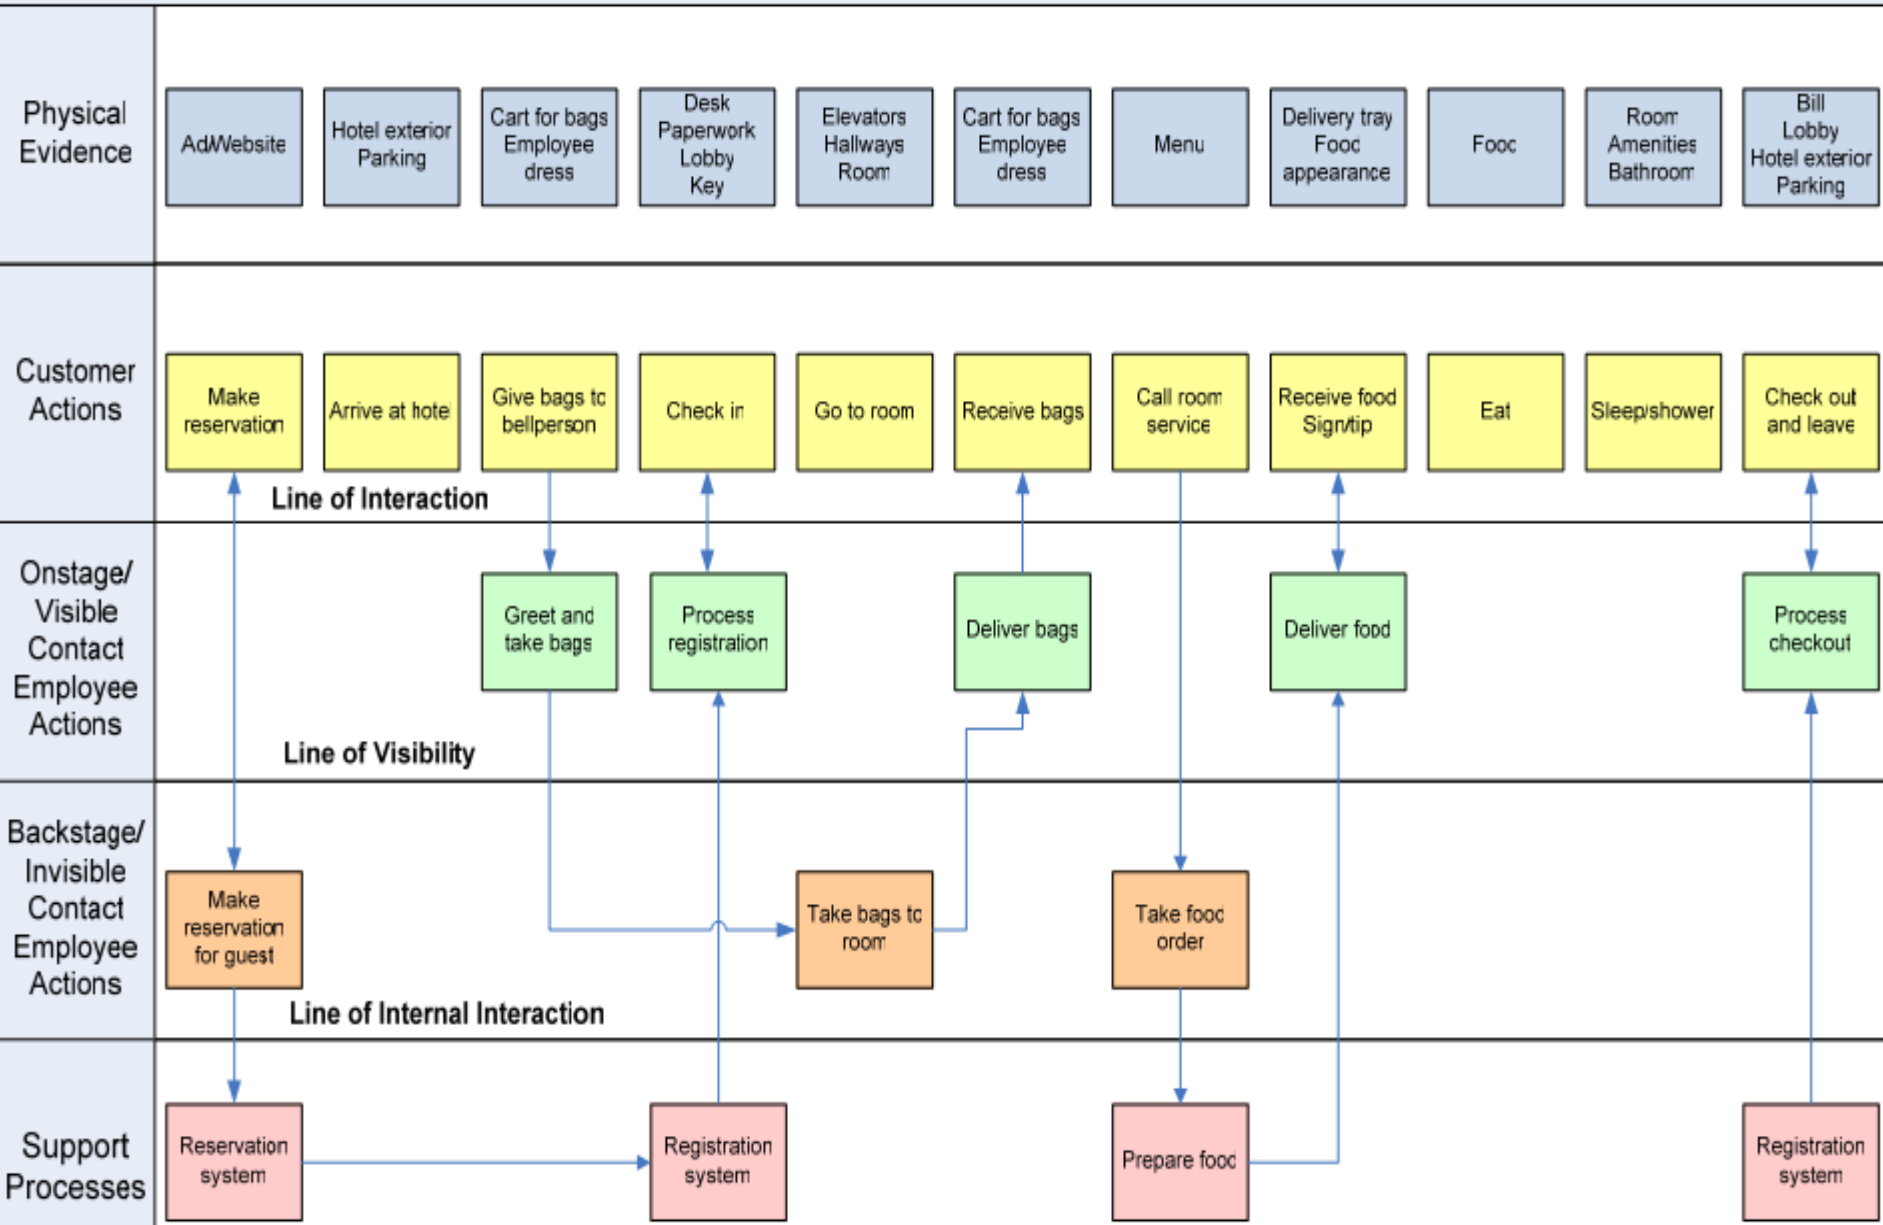 Physical
Evidence
Ad/Website
Hotel exterior
Parking
Cart for bags
Employee
dress
Desk
Paperwork
Lobby
Key
Elevators
Hallways
Room
Cart for bags
Employee
dress
Menu
Delivery tray
Food
appearance
Food
Room
Amenities
Bathroom
Bill
Lobby
Hotel exterior
Parking
Customer
Actions
Make
reservation
Arrive at hotel
Give bags to
bellperson
Check in
Go to room
Receive bags
Call room
service
Receive food
Sign/tip
Eat
Sleep/shower
Check out
and leave
Line of Interaction
Onstage/
Visible
Contact
Employee
Actions
Greet and
take bags
Process
registration
Deliver bags
Deliver food
Process
checkout
Line of Visibility
Backstage/
Invisible
Contact
Employee
Actions
Make
reservation
for guest
Take bags to
room
Take food
order
Line of Internal Interaction
Support
Processes
Reservation
system
Registration
system
Prepare food
Registration
system